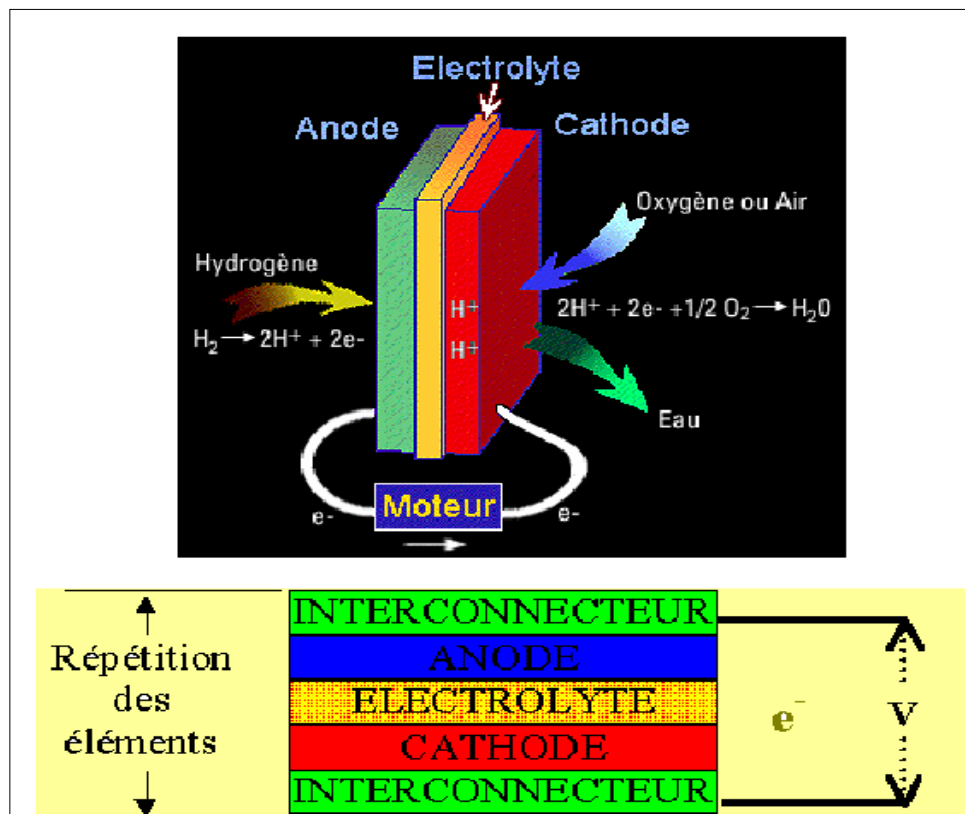 Electrolyte
Anode
Cathode
Oxygène ou Air
Hydrogène
H₂→2H⁺ + 2e-
H⁺
H⁺
2H⁺ + 2e- +1/2 O₂→H₂0
Eau
Moteur
e-
e-
INTERCONNECTEUR
ANODE
ELECTROLYTE
CATHODE
INTERCONNECTEUR
Répétition
des
éléments
e⁻
V